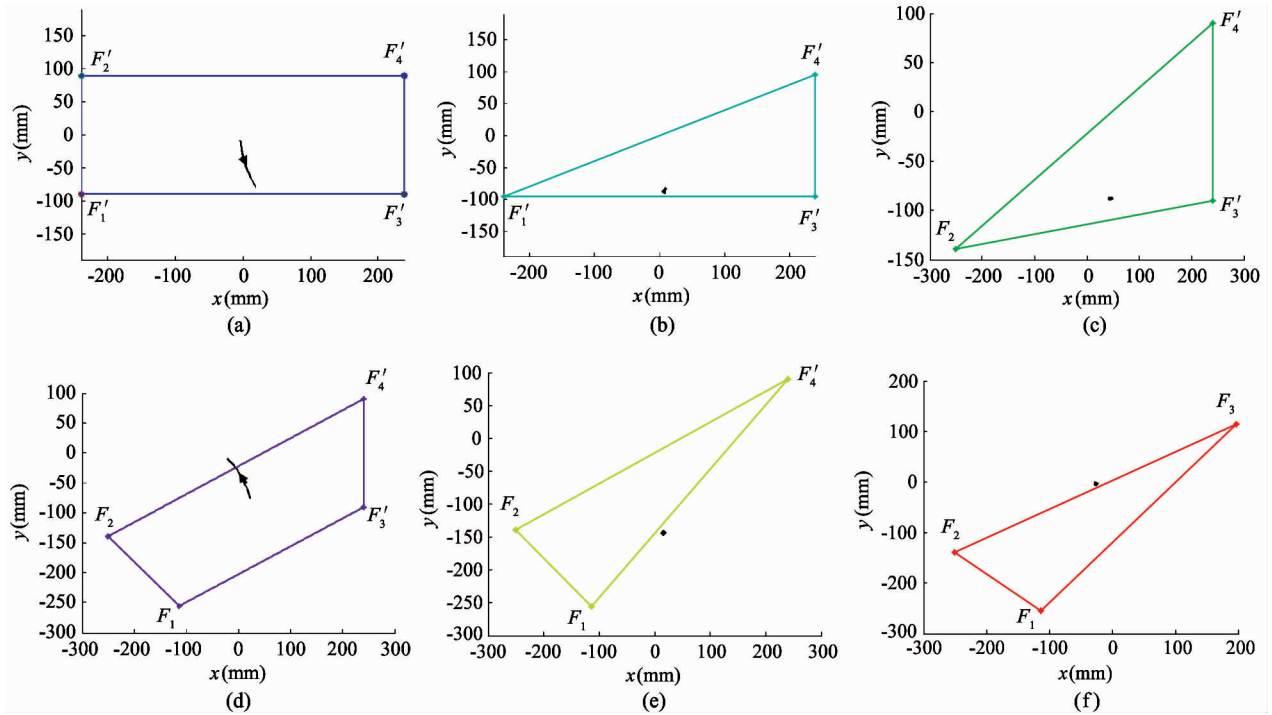 y(mm)
150
100
50
0
-50
-100
-150
F₂′
F₄′
F₁′
F₃′
-200 -100 0 100 200
x(mm)
(a)
y(mm)
150
100
50
0
-50
-100
-150
F₄′
F₁′
F₃′
-200 -100 0 100 200
x(mm)
(b)
y(mm)
100
50
0
-50
-100
-150
F₄′
F₃′
F₂
-300 -200 -100 0 100 200 300
x(mm)
(c)
y(mm)
100
50
0
-50
-100
-150
-200
-250
-300
F₄′
F₂
F₃′
F₁
-300 -200 -100 0 100 200 300
x(mm)
(d)
y(mm)
100
50
0
-50
-100
-150
-200
-250
-300
F₄′
F₂
F₁
-300 -200 -100 0 100 200 300
x(mm)
(e)
y(mm)
200
100
0
-100
-200
-300
F₃
F₂
F₁
-300 -200 -100 0 100 200
x(mm)
(f)